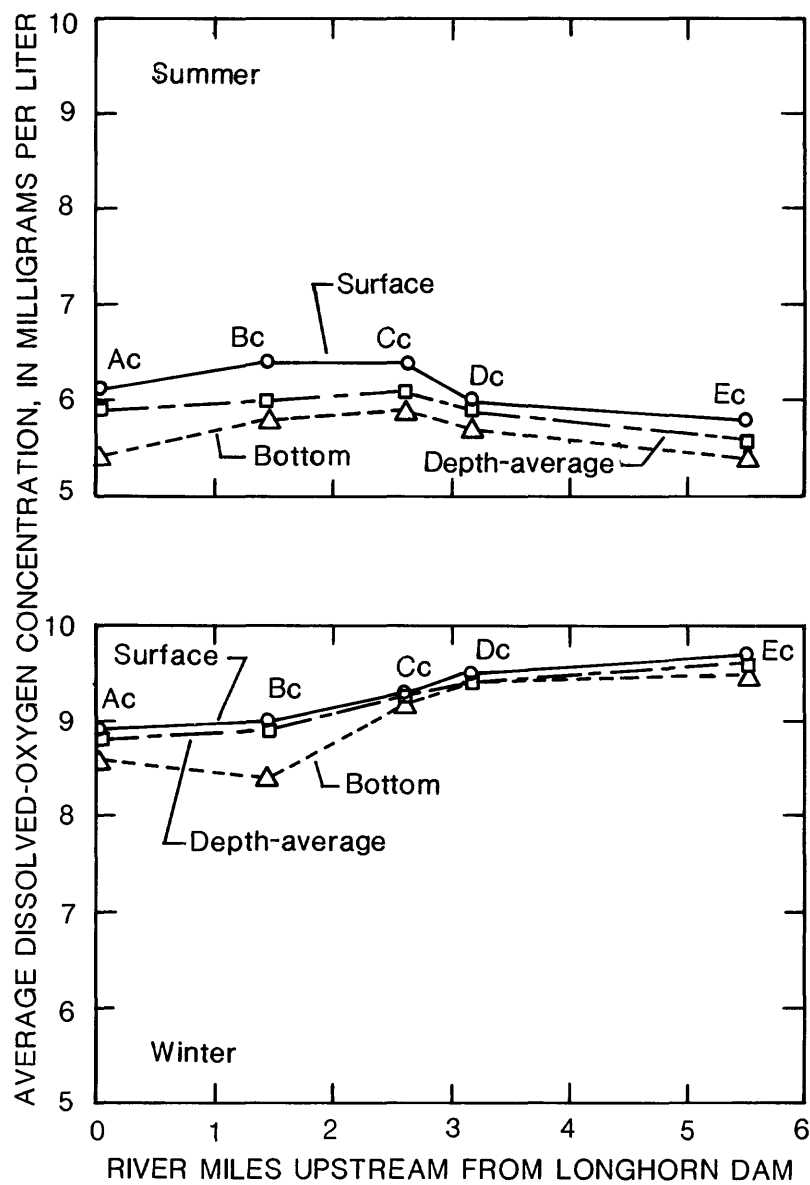 AVERAGE DISSOLVED-OXYGEN CONCENTRATION, IN MILLIGRAMS PER LITER
10
Summer
9
8
7
Surface
Ac
Bc
Cc
Dc
Ec
6
Bottom
Depth-average
5
10
Surface
Ac
Bc
Cc
Dc
Ec
9
Bottom
8
Depth-average
7
6
Winter
5
0 1 2 3 4 5 6
RIVER MILES UPSTREAM FROM LONGHORN DAM